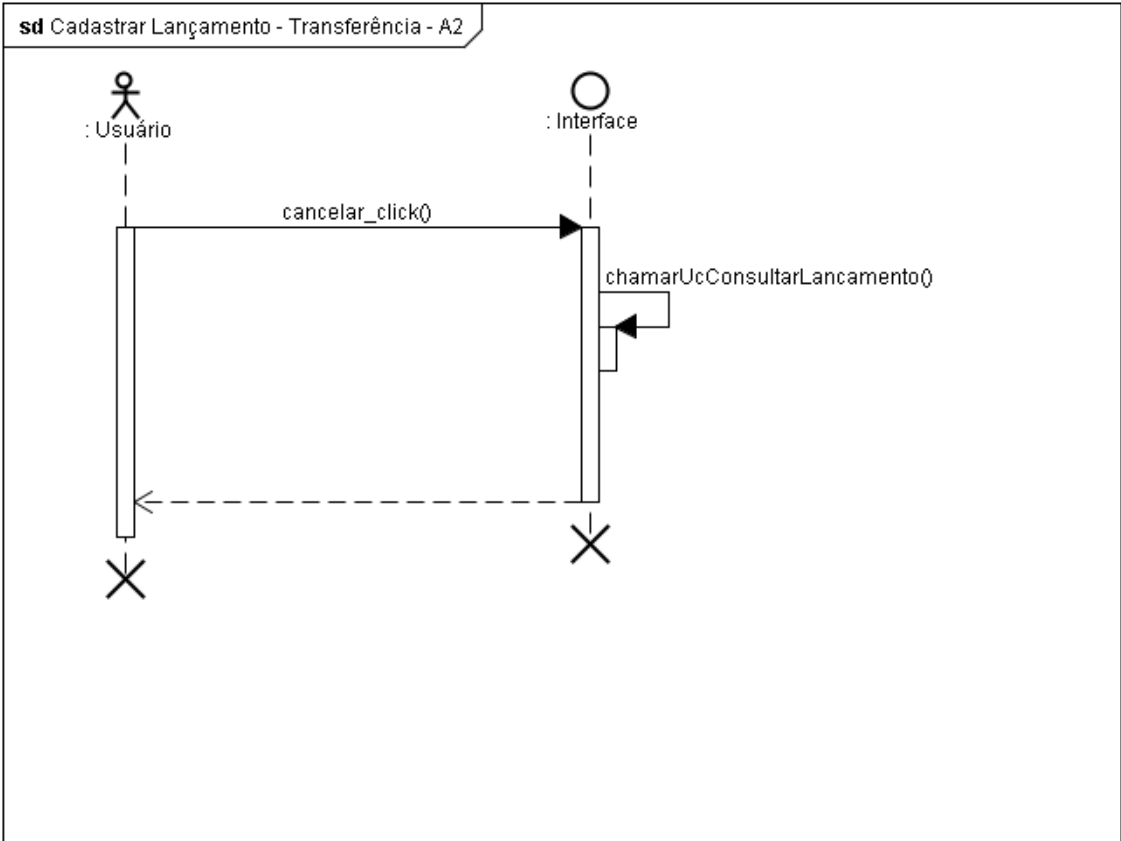 sd Cadastrar Lançamento - Transferência - A2
: Usuário
: Interface
cancelar_click()
chamarUcConsultarLancamento()